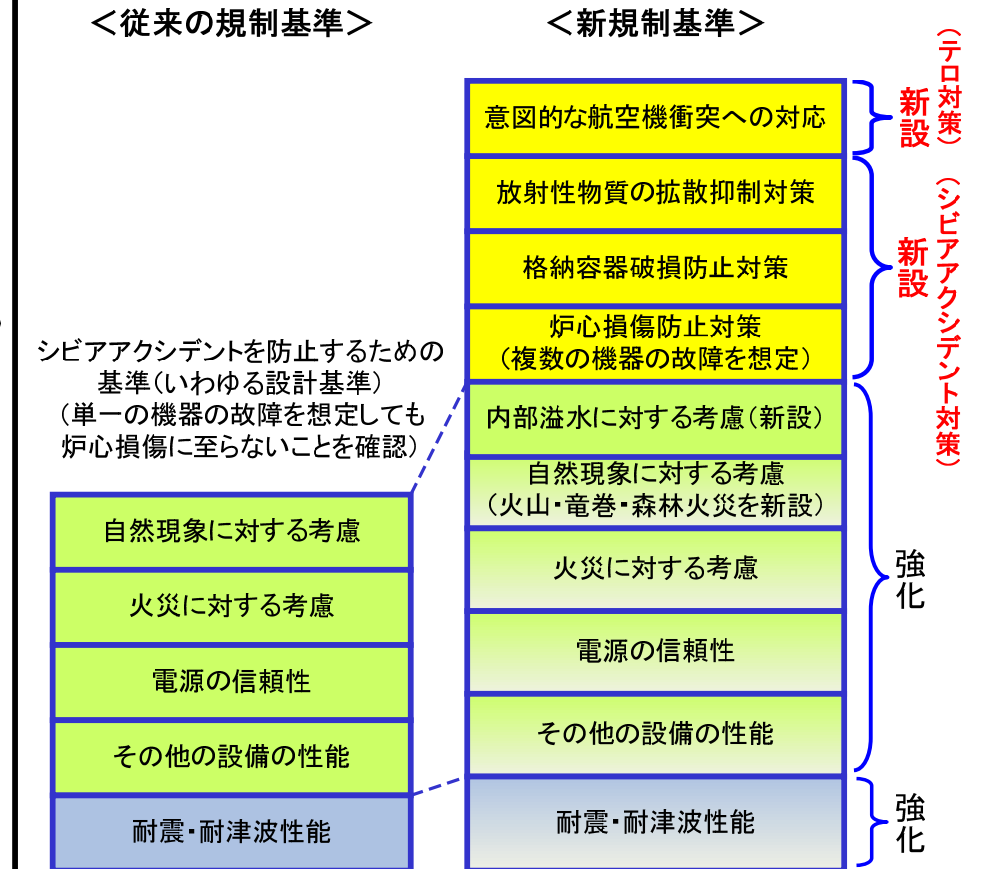 ＜従来の規制基準＞
シビアアクシデントを防止するための
基準（いわゆる設計基準）
（単一の機器の故障を想定しても
炉心損傷に至らないことを確認）
自然現象に対する考慮
火災に対する考慮
電源の信頼性
その他の設備の性能
耐震・耐津波性能
＜新規制基準＞
意図的な航空機衝突への対応
放射性物質の拡散抑制対策
格納容器破損防止対策
炉心損傷防止対策
（複数の機器の故障を想定）
内部溢水に対する考慮（新設）
自然現象に対する考慮
（火山・竜巻・森林火災を新設）
火災に対する考慮
電源の信頼性
その他の設備の性能
耐震・耐津波性能
（テロ対策）
新設
（シビアアクシデント対策）
新設
強化
強化